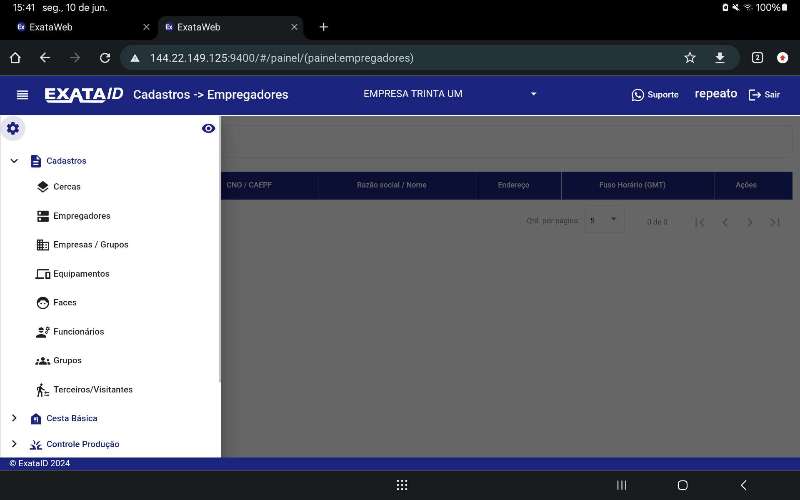 15:41 seg., 10 de jun. 100%
ExataWeb ExataWeb
144.22.149.125:9400/#/painel/(painel:empregadores) 2
EXATA ID Cadastros -> Empregadores EMPRESA TRINTA UM Suporte repeato Sair
Cadastros
Cercas
CNO / CAEPF Razão social / Nome Endereço Fuso Horário (GMT) Ações
Empregadores
Qtd. por página: 5 0 de 0
Empresas / Grupos
Equipamentos
Faces
Funcionários
Grupos
Terceiros/Visitantes
Cesta Básica
Controle Produção
© ExataID 2024